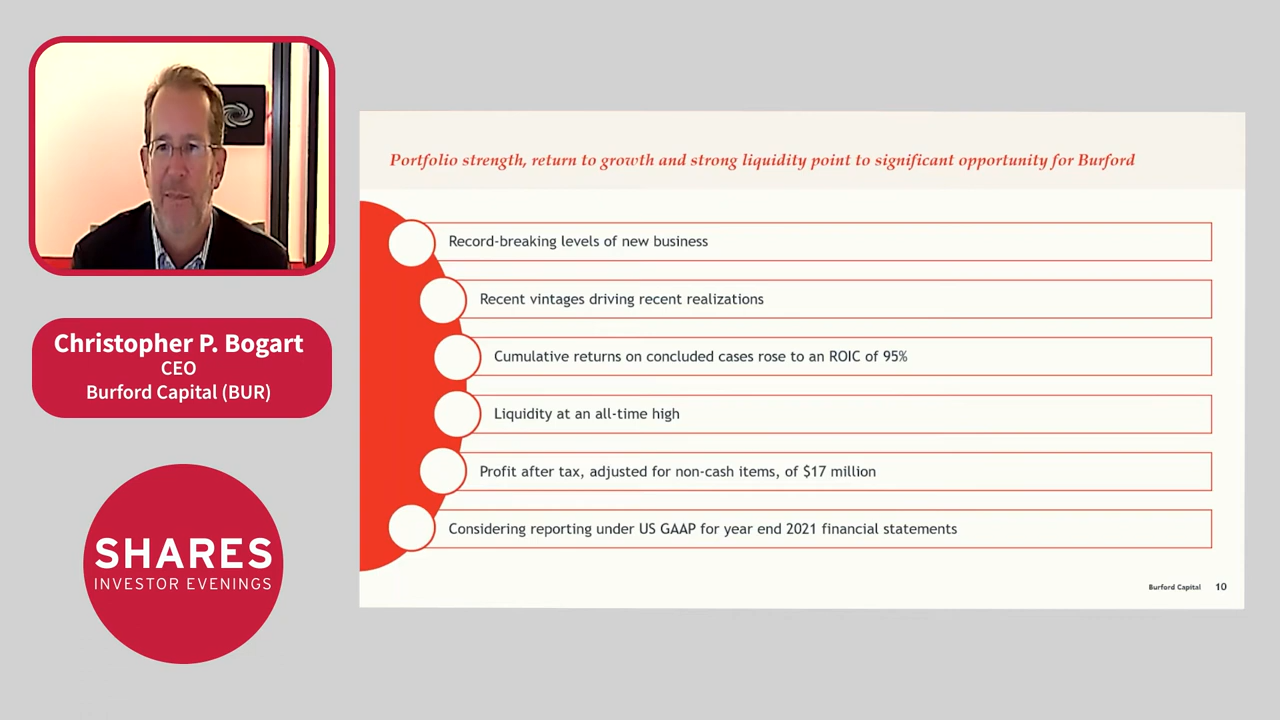 Christopher P. Bogart
CEO
Burford Capital (BUR)
SHARES
INVESTOR EVENINGS
Portfolio strength, return to growth and strong liquidity point to significant opportunity for Burford
Record-breaking levels of new business
Recent vintages driving recent realizations
Cumulative returns on concluded cases rose to an ROIC of 95%
Liquidity at an all-time high
Profit after tax, adjusted for non-cash items, of $17 million
Considering reporting under US GAAP for year end 2021 financial statements
Burford Capital 10